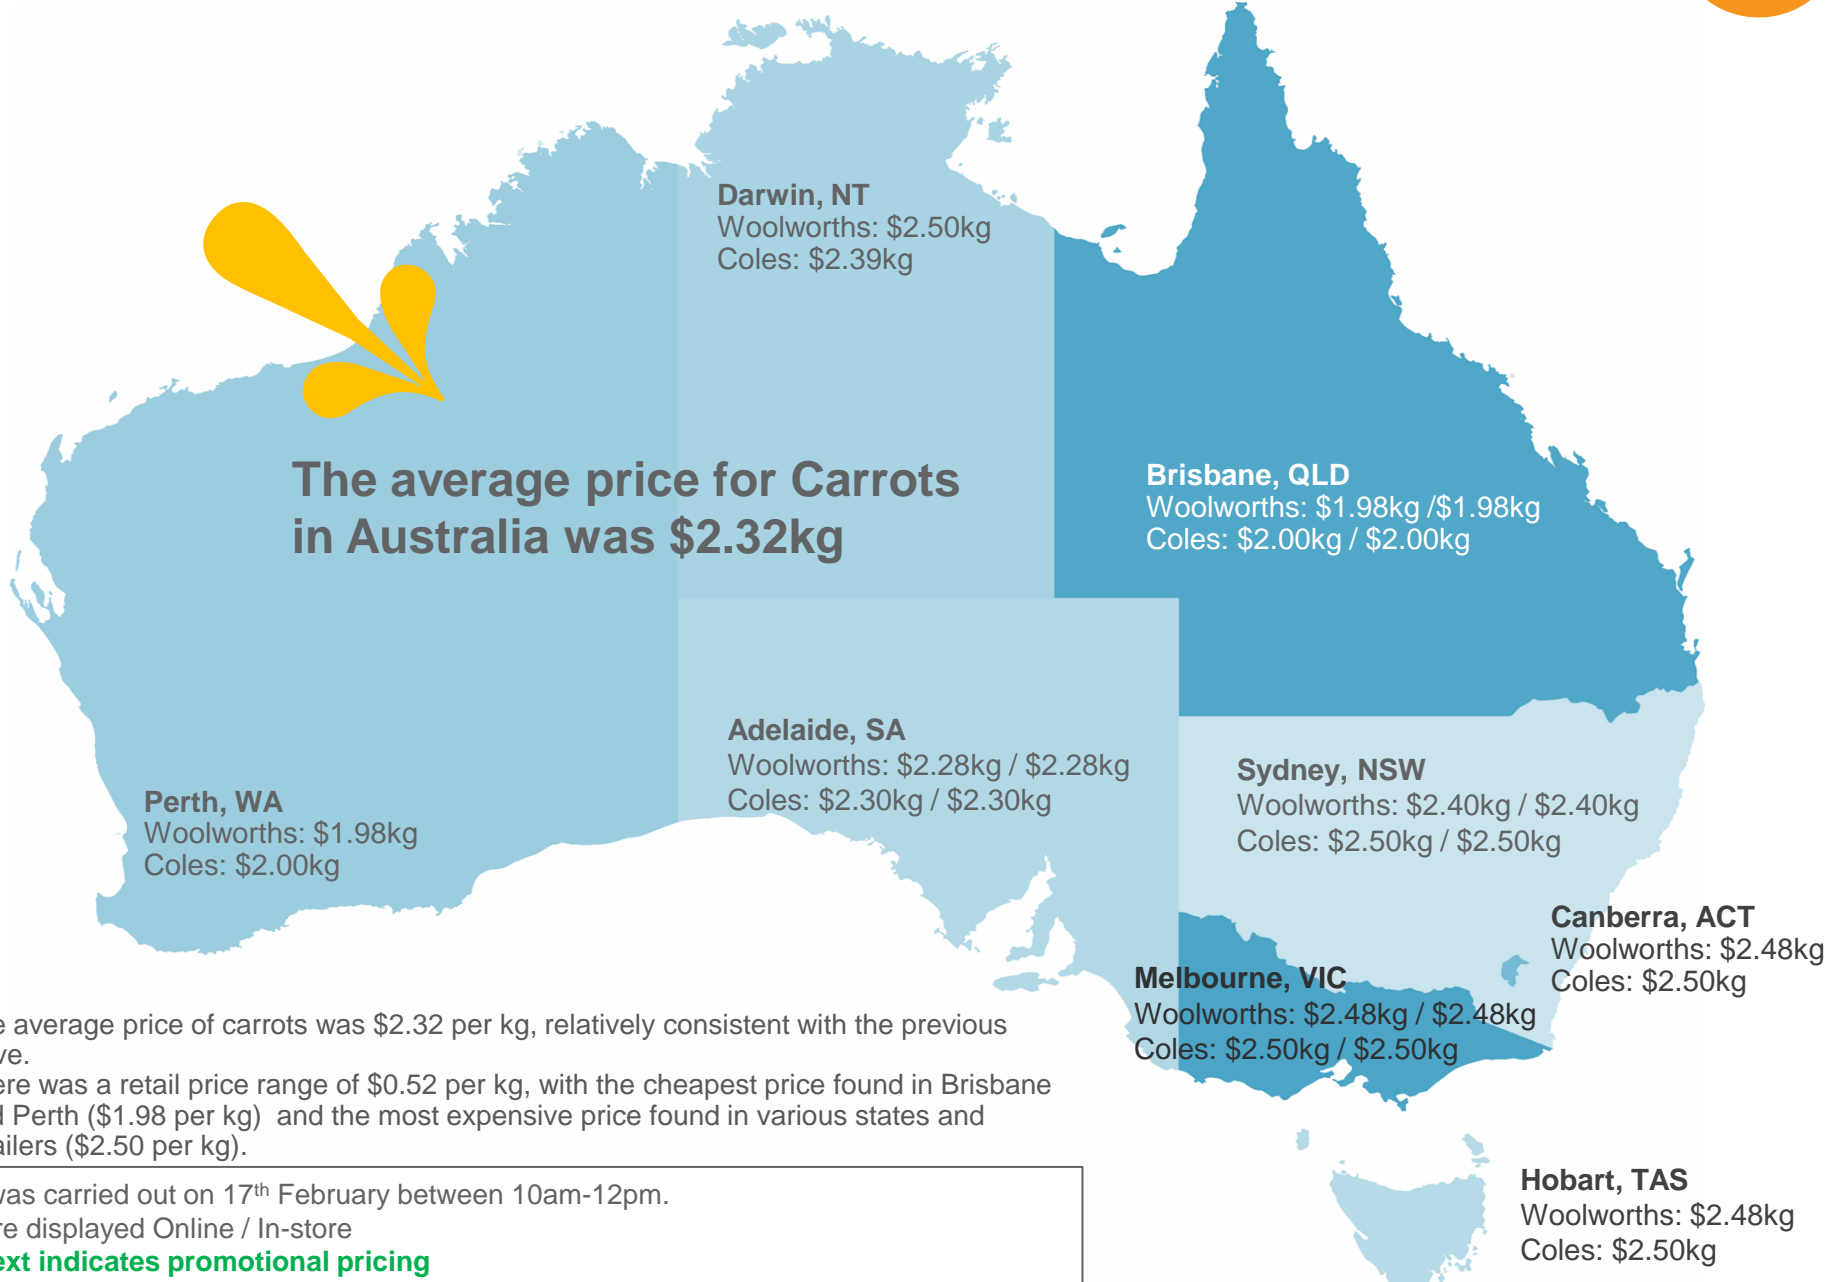 Darwin, NT
Woolworths: $2.50kg
Coles: $2.39kg
The average price for Carrots
in Australia was $2.32kg
Brisbane, QLD
Woolworths: $1.98kg /$1.98kg
Coles: $2.00kg / $2.00kg
Adelaide, SA
Woolworths: $2.28kg / $2.28kg
Coles: $2.30kg / $2.30kg
Sydney, NSW
Woolworths: $2.40kg / $2.40kg
Coles: $2.50kg / $2.50kg
Perth, WA
Woolworths: $1.98kg
Coles: $2.00kg
Canberra, ACT
Woolworths: $2.48kg
Coles: $2.50kg
Melbourne, VIC
Woolworths: $2.48kg / $2.48kg
Coles: $2.50kg / $2.50kg
average price of carrots was $2.32 per kg, relatively consistent with the previous
was a retail price range of $0.52 per kg, with the cheapest price found in Brisbane
Perth ($1.98 per kg) and the most expensive price found in various states and
($2.50 per kg).
was carried out on 17th February between 10am-12pm.
displayed Online / In-store
indicates promotional pricing
Hobart, TAS
Woolworths: $2.48kg
Coles: $2.50kg